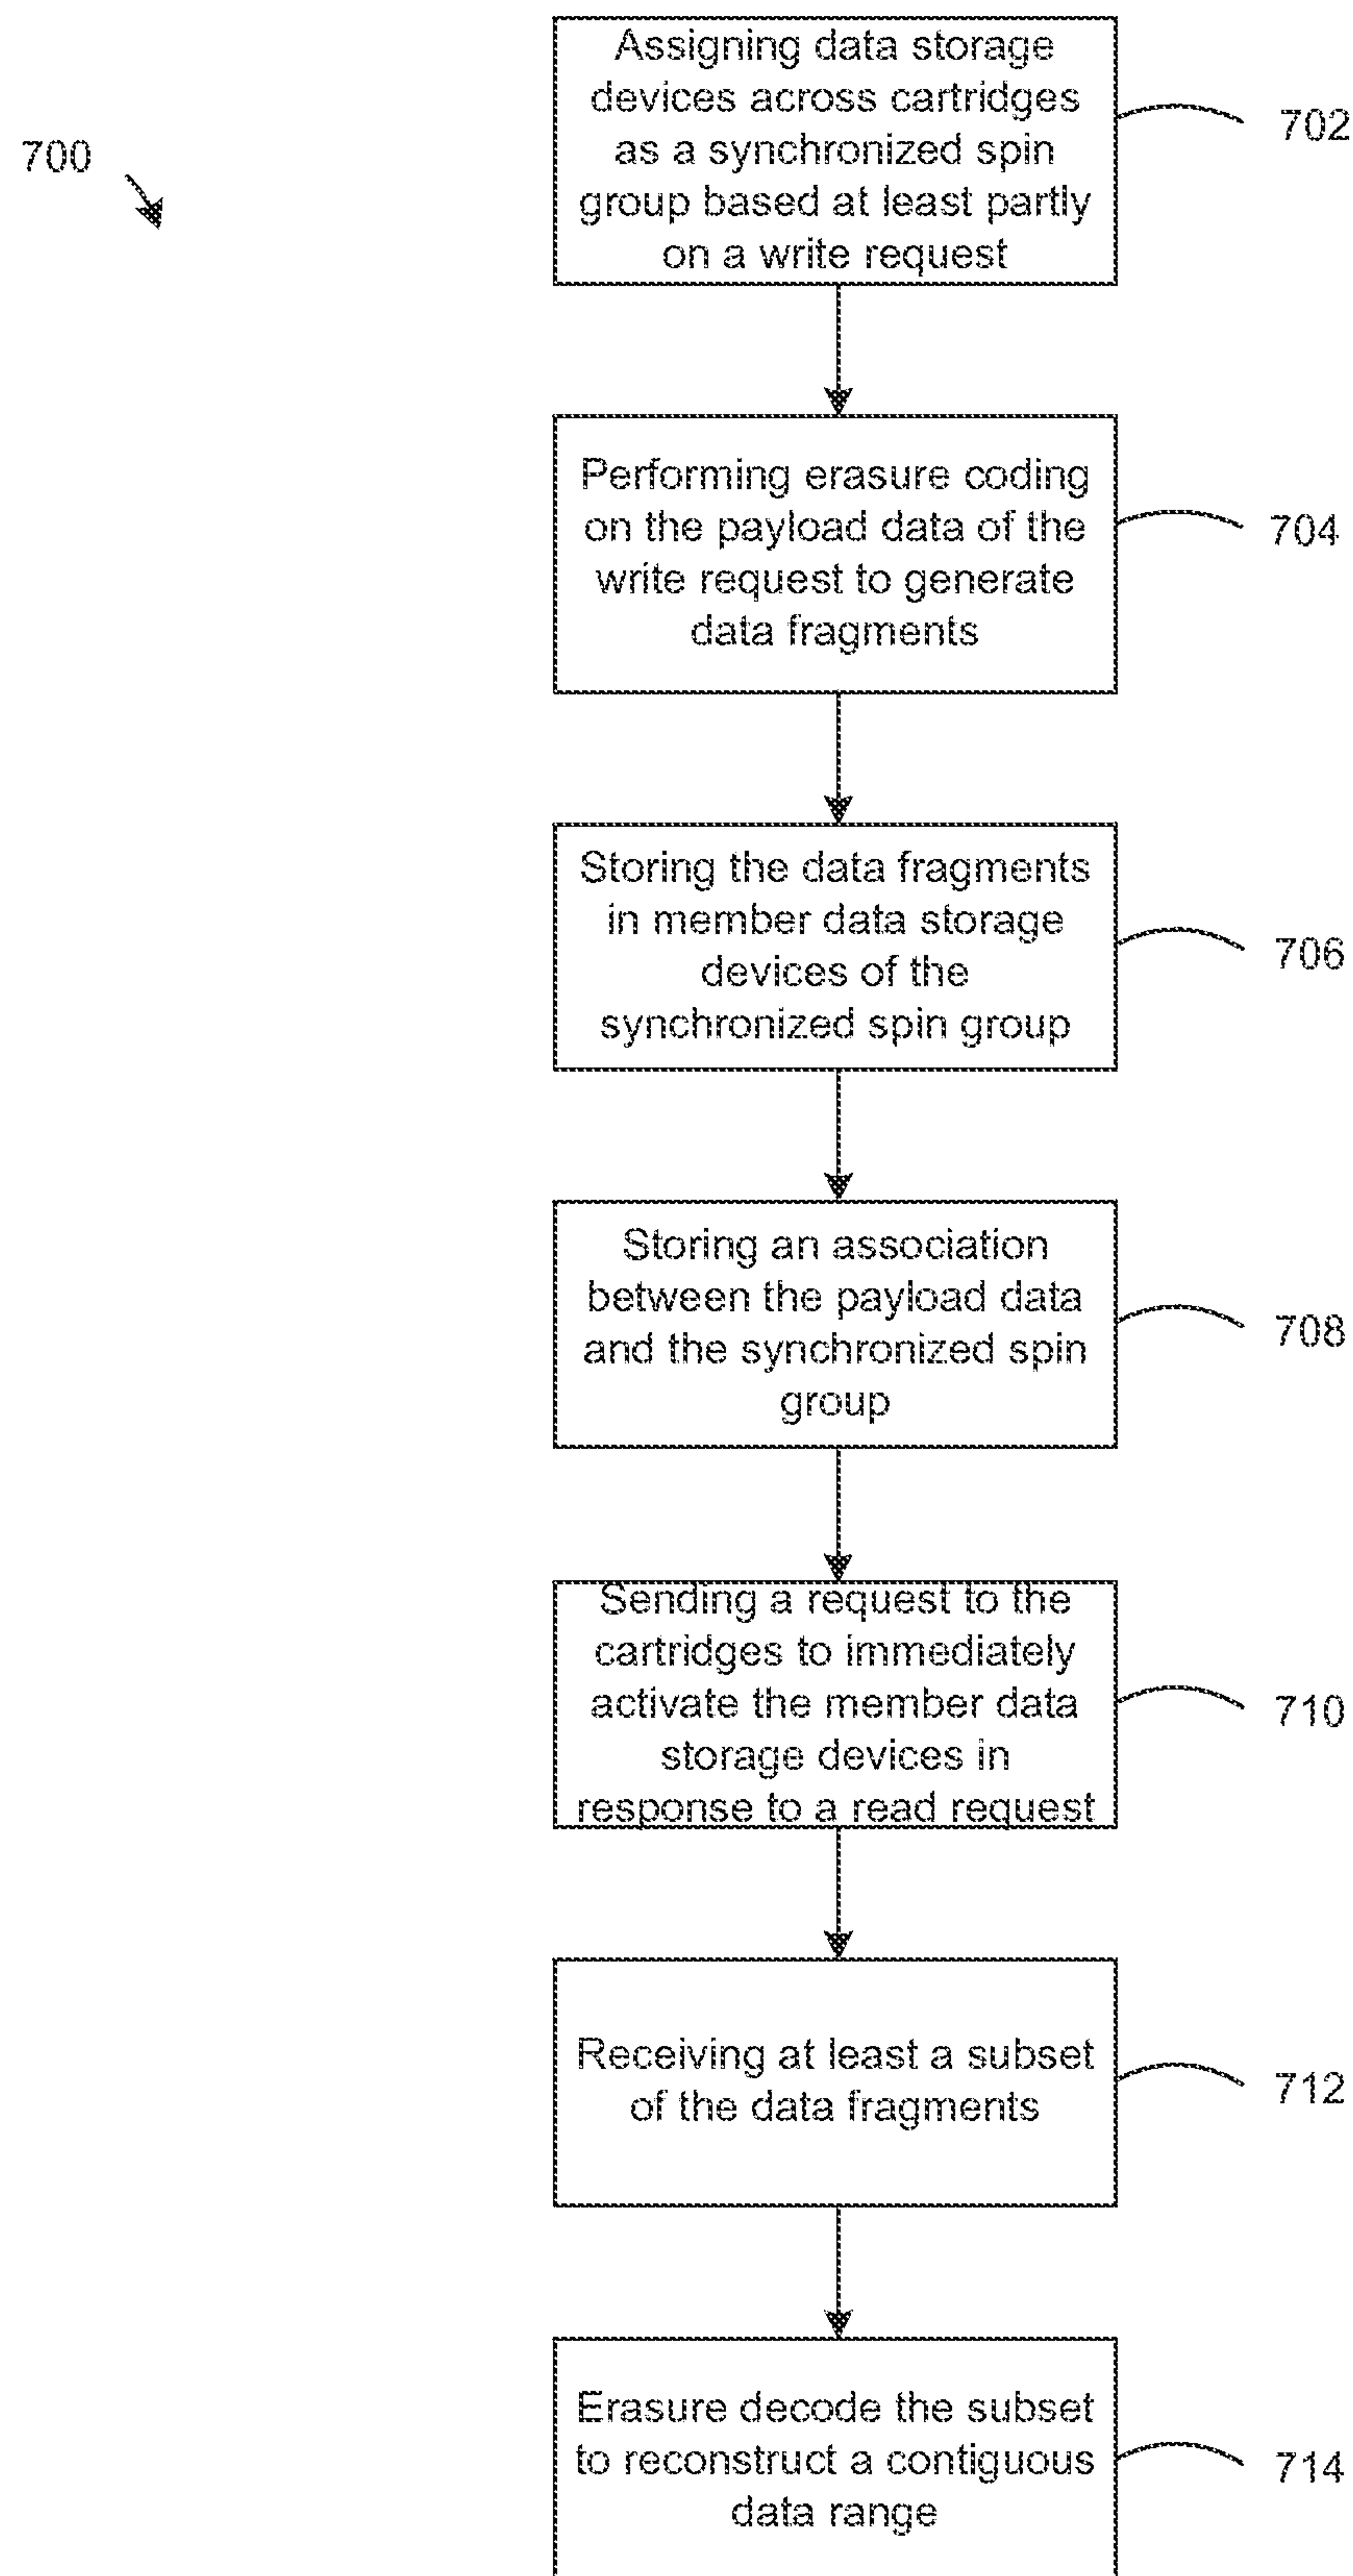 700
Assigning data storage
devices across cartridges
as a synchronized spin
group based at least partly
on a write request
702
Performing erasure coding
on the payload data of the
write request to generate
data fragments
704
Storing the data fragments
in member data storage
devices of the
synchronized spin group
706
Storing an association
between the payload data
and the synchronized spin
group
708
Sending a request to the
cartridges to immediately
activate the member data
storage devices in
response to a read request
710
Receiving at least a subset
of the data fragments
712
Erasure decode the subset
to reconstruct a contiguous
data range
714